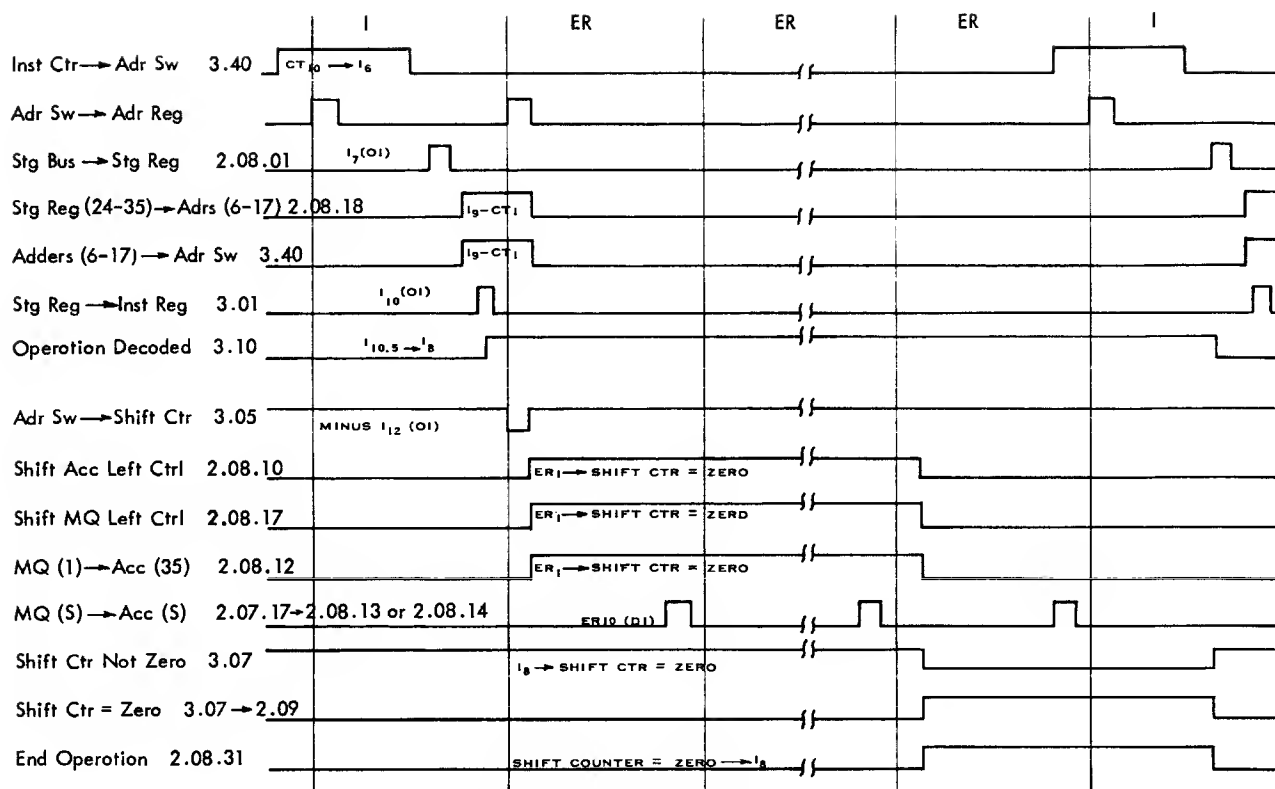 I ER ER ER I
Inst Ctr→Adr Sw 3.40 CT10→I6
Adr Sw→Adr Reg
Stg Bus→Stg Reg 2.08.01 I7(OI)
Stg Reg (24-35)→Adrs (6-17) 2.08.18 I9-CT1
Adders (6-17)→Adr Sw 3.40 I9-CT1
Stg Reg→Inst Reg 3.01 I10(OI)
Operation Decoded 3.10 I10.5→I8
Adr Sw→Shift Ctr 3.05 MINUS I12 (OI)
Shift Acc Left Ctrl 2.08.10 ER1→SHIFT CTR = ZERO
Shift MQ Left Ctrl 2.08.17 ER1→SHIFT CTR = ZERO
MQ (1)→Acc (35) 2.08.12 ER1→SHIFT CTR = ZERO
MQ (S)→Acc (S) 2.07.17→2.08.13 or 2.08.14 ER10 (D1)
Shift Ctr Not Zero 3.07 I8→SHIFT CTR = ZERO
Shift Ctr = Zero 3.07→2.09
End Operation 2.08.31 SHIFT COUNTER = ZERO→I8